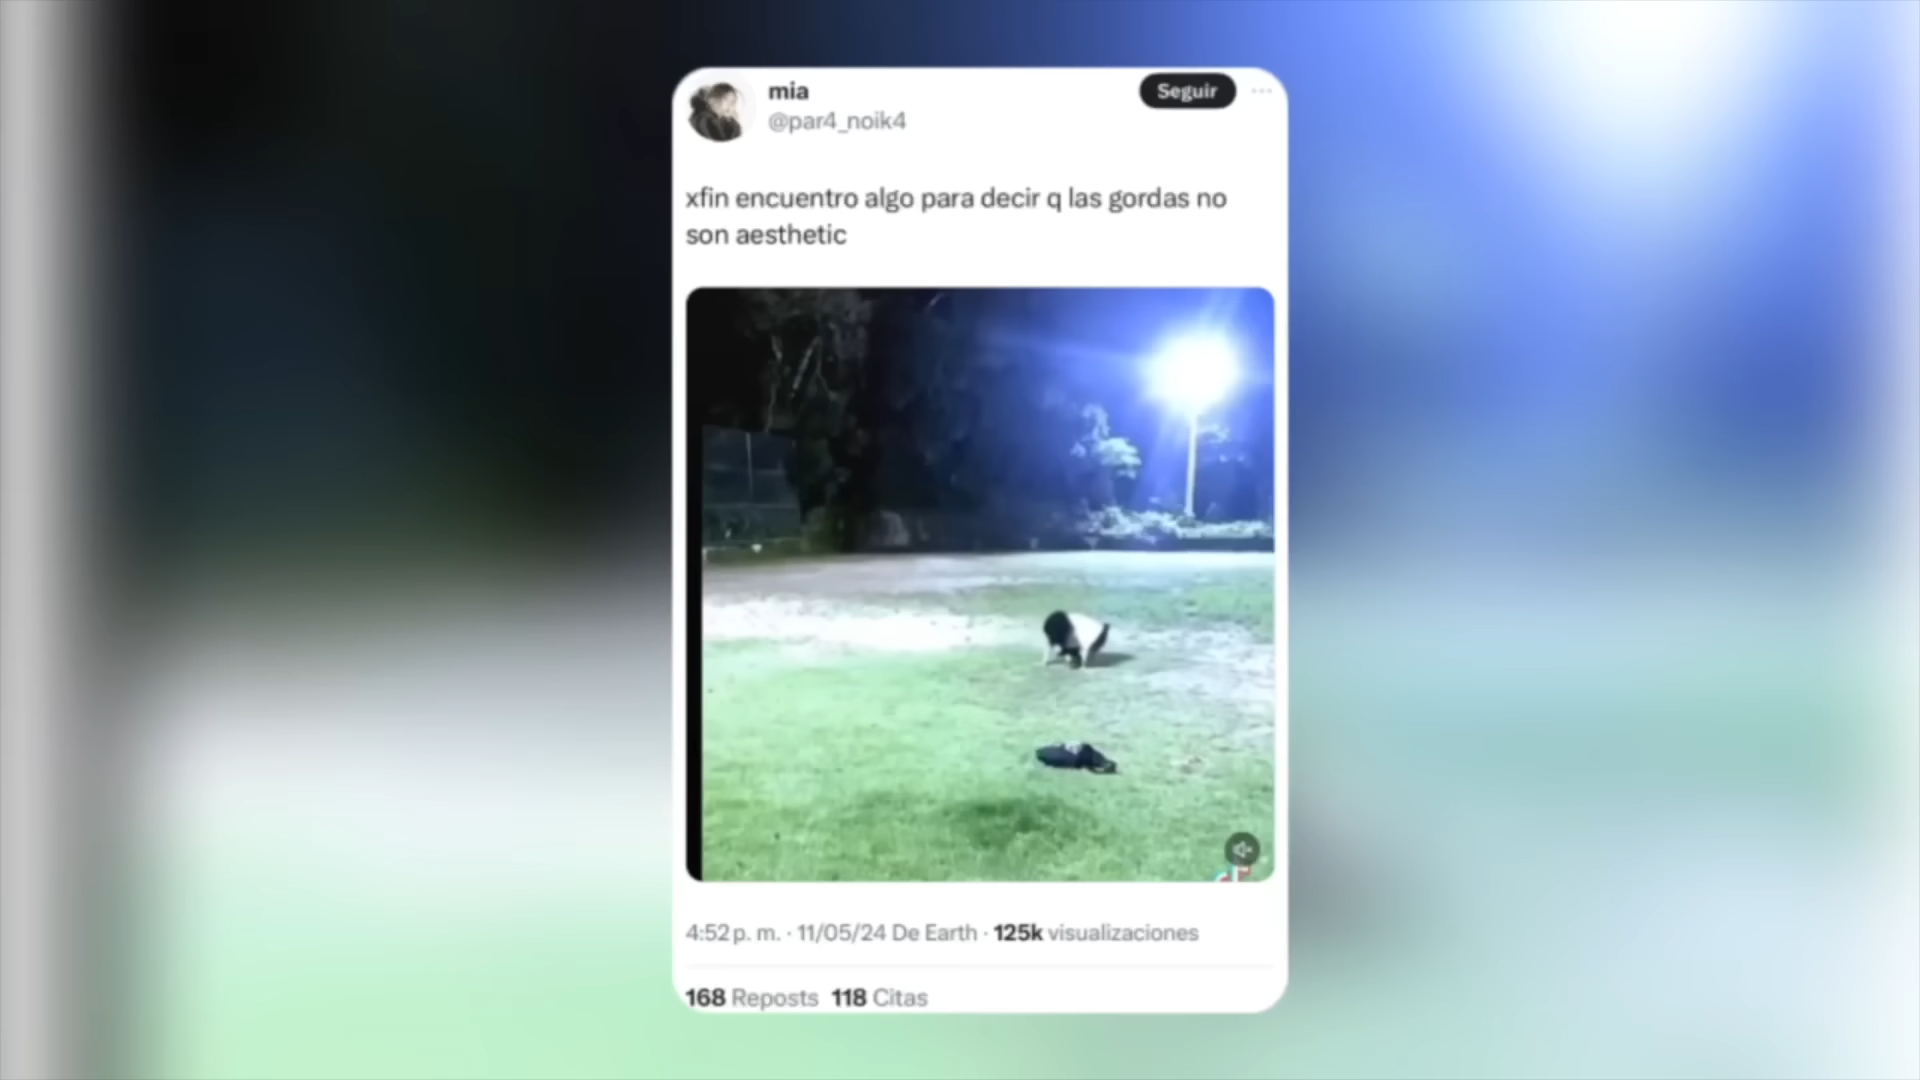 mia
Seguir
@par4_noik4
xfin encuentro algo para decir q las gordas no
son aesthetic
4:52 p. m. · 11/05/24 De Earth · 125k visualizaciones
168 Reposts 118 Citas